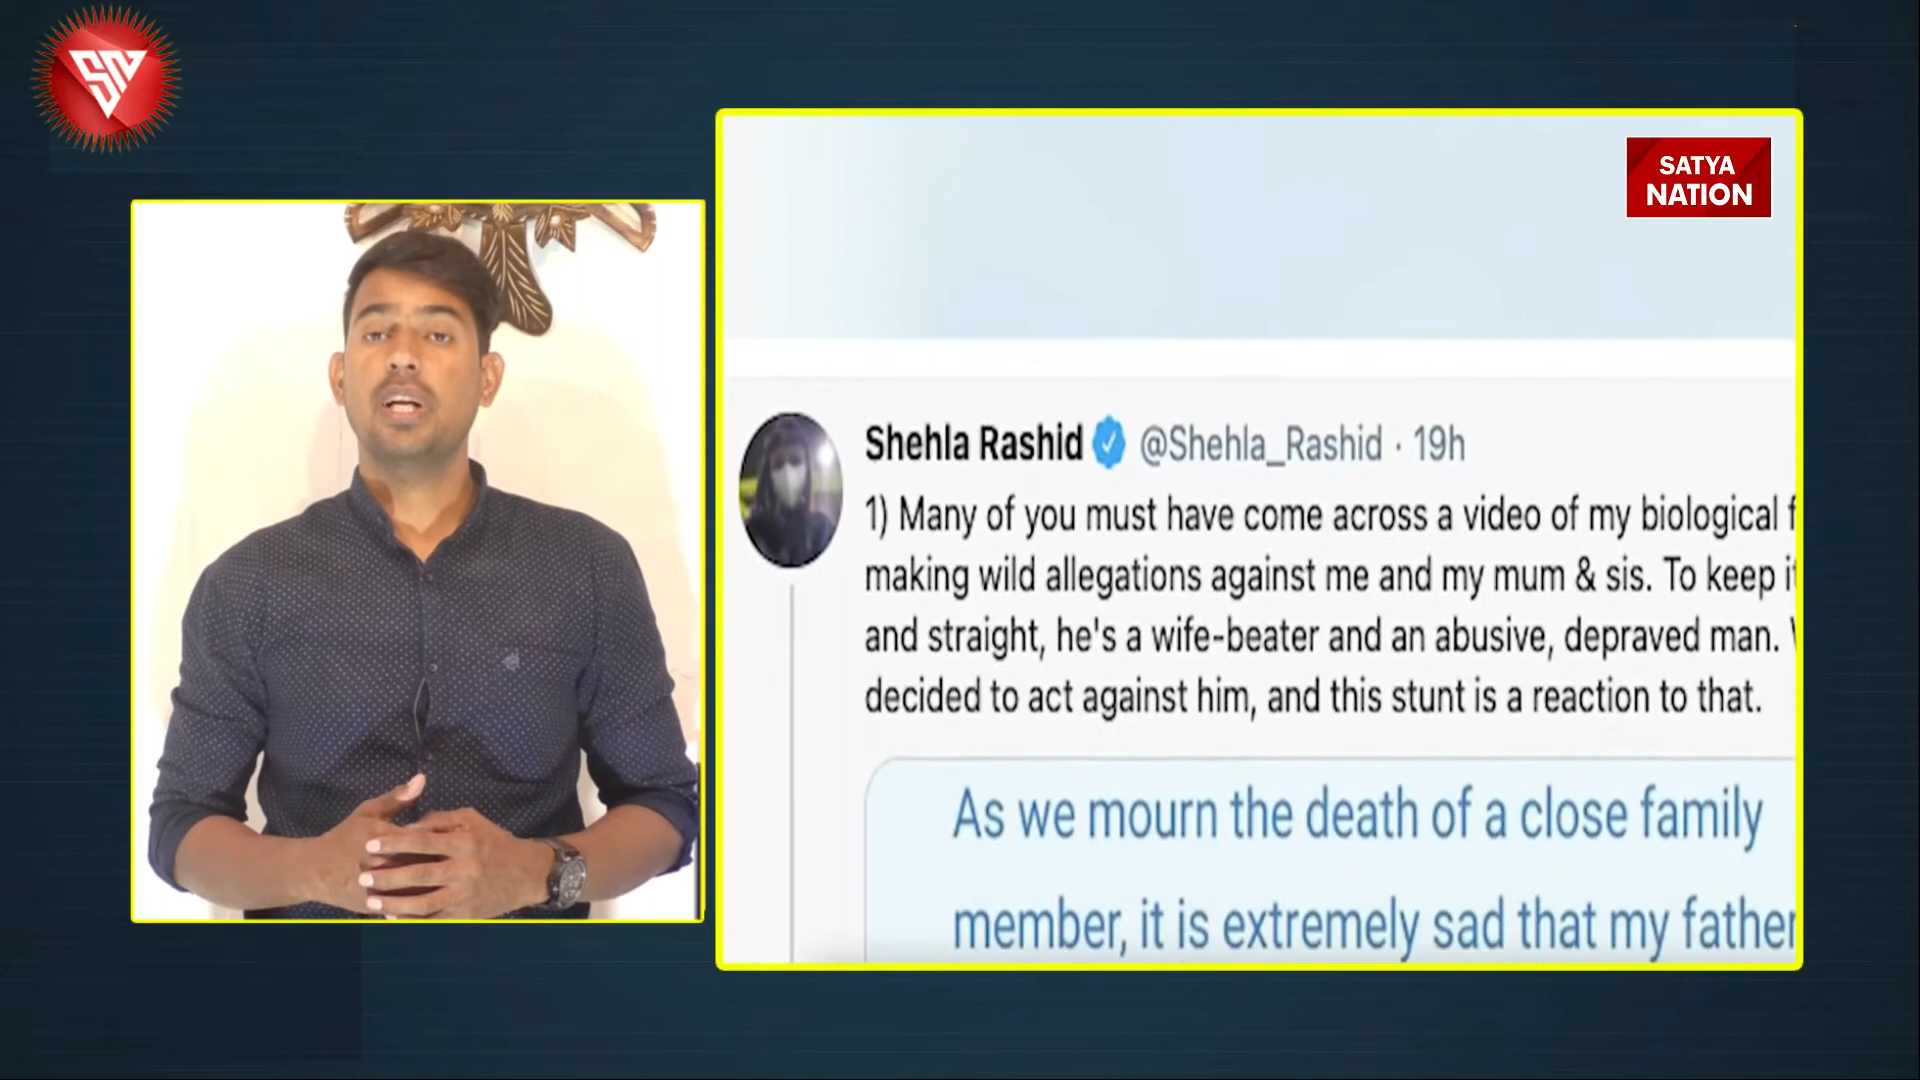 SN
SATYA
NATION
Shehla Rashid @Shehla_Rashid · 19h
1) Many of you must have come across a video of my biological f
making wild allegations against me and my mum & sis. To keep i
and straight, he's a wife-beater and an abusive, depraved man.
decided to act against him, and this stunt is a reaction to that.
As we mourn the death of a close family
member, it is extremely sad that my father